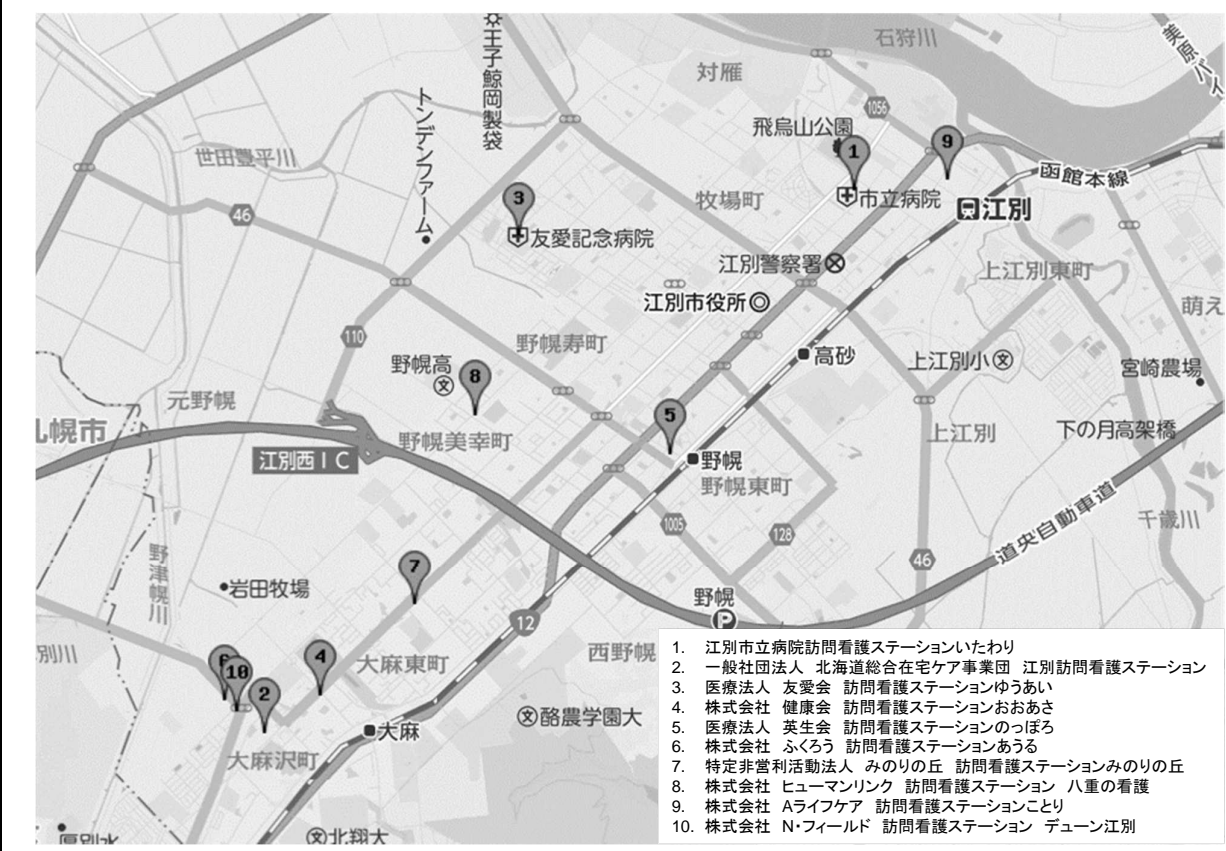 王子鯨岡製袋
石狩川
美原バイ
対雁
1056
飛鳥山公園
トンデンファーム
世田豊平川
1
9
函館本線
46
3
牧場町
市立病院
江別
友愛記念病院
江別警察署
上江別東町
江別市役所
萌え
110
野幌寿町
高砂
野幌高
8
上江別小
宮崎農場
元野幌
札幌市
5
野幌美幸町
上江別
下の月高架橋
江別西IC
野幌
野幌東町
道央自動車道
千歳川
1005
128
野津幌川
7
46
岩田牧場
野幌
12
別川
6
10
4
大麻東町
西野幌
2
酪農学園大
大麻
大麻沢町
厚別水
北翔大
1. 江別市立病院訪問看護ステーションいたわり
2. 一般社団法人 北海道総合在宅ケア事業団 江別訪問看護ステーション
3. 医療法人 友愛会 訪問看護ステーションゆうあい
4. 株式会社 健康会 訪問看護ステーションおおあさ
5. 医療法人 英生会 訪問看護ステーションのっぽろ
6. 株式会社 ふくろう 訪問看護ステーションあうる
7. 特定非営利活動法人 みのりの丘 訪問看護ステーションみのりの丘
8. 株式会社 ヒューマンリンク 訪問看護ステーション 八重の看護
9. 株式会社 Aライフケア 訪問看護ステーションことり
10. 株式会社 N・フィールド 訪問看護ステーション デューン江別